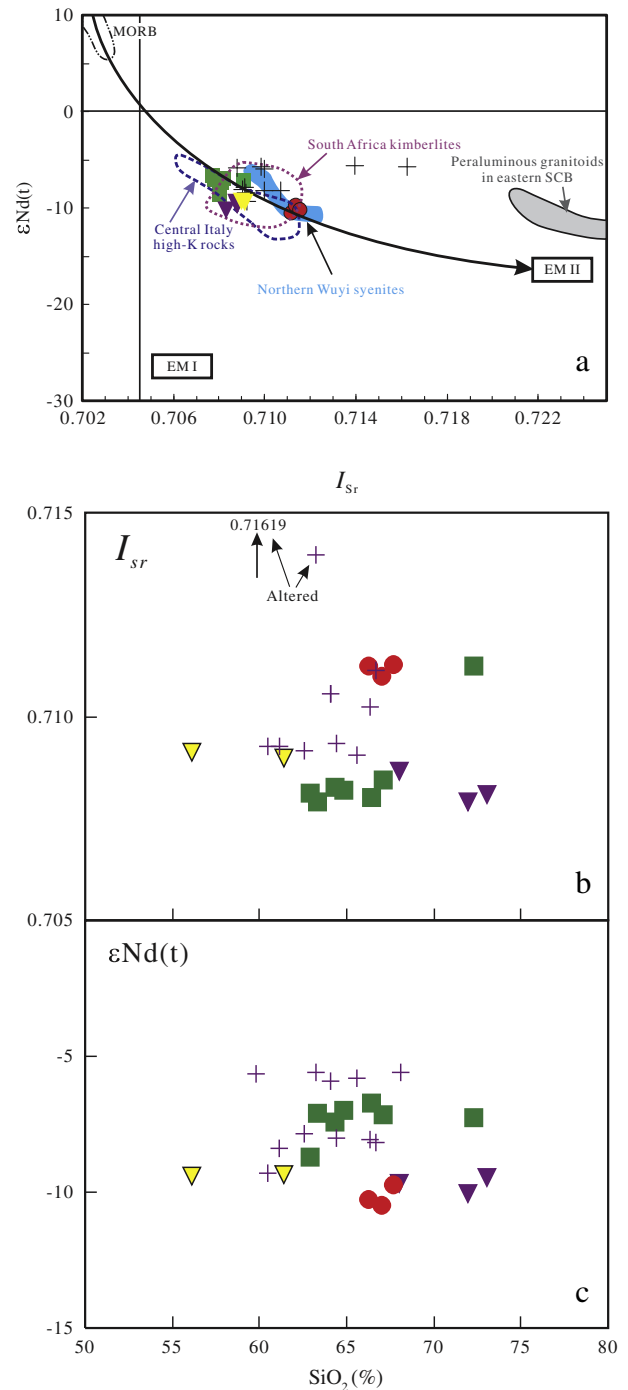 10
MORB
0
South Africa kimberlites
Peraluminous granitoids
in eastern SCB
εNd(t)
-10
Central Italy
high-K rocks
Northern Wuyi syenites
EM II
-20
EM I
a
-30
0.702
0.706
0.710
0.714
0.718
0.722
I Sr
0.715
0.71619
I sr
Altered
0.710
b
0.705
εNd(t)
-5
-10
c
-15
50
55
60
65
70
75
80
SiO2(%)